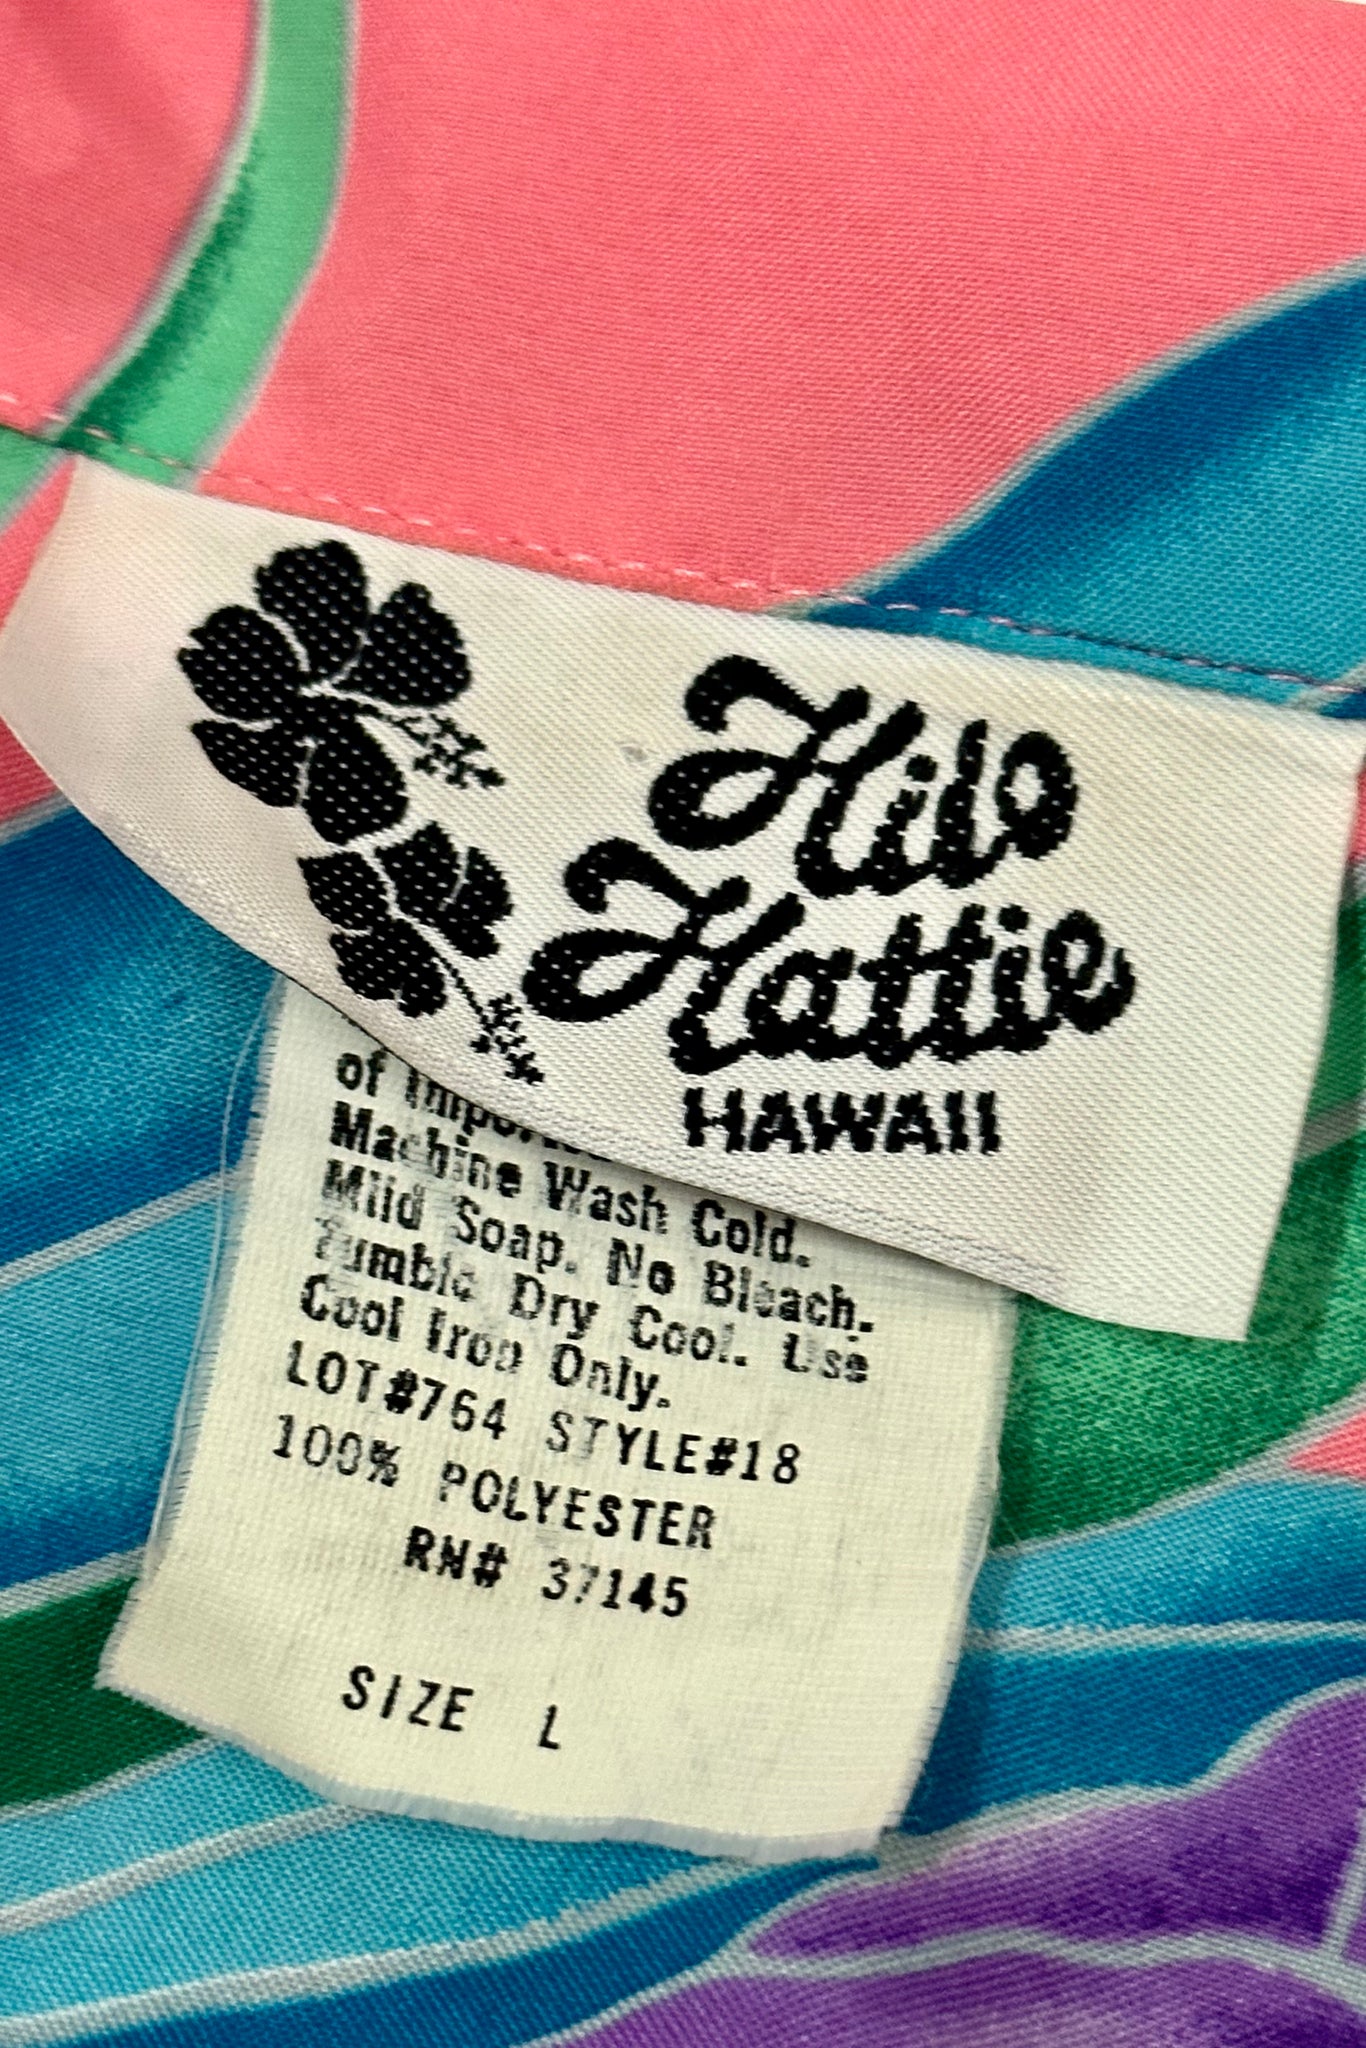 Hilo
Hattie
HAWAII
of
Machine Wash Cold.
Mild Soap. No Bleach.
Tumble Dry Cool. Use
Cool Iron Only.
LOT#764 STYLE#18
100% POLYESTER
RN# 37145
SIZE L